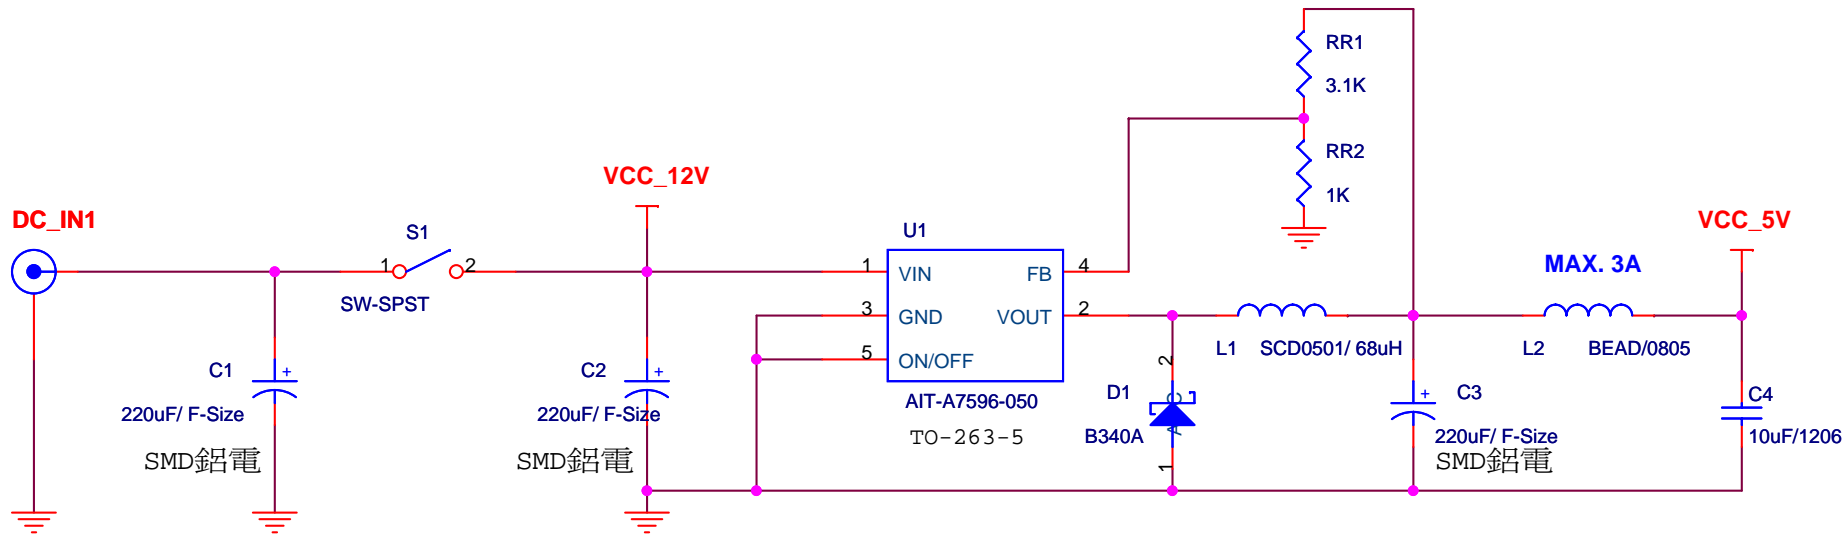 RR1
3.1K
RR2
1K
VCC_12V
DC_IN1
S1
1
2
SW-SPST
U1
1
VIN
FB
4
3
GND
VOUT
2
5
ON/OFF
AIT-A7596-050
TO-263-5
VCC_5V
MAX. 3A
L1
SCD0501/ 68uH
L2
BEAD/0805
C1
220uF/ F-Size
SMD鋁電
C2
220uF/ F-Size
SMD鋁電
2
D1
C
A
B340A
1
C3
220uF/ F-Size
SMD鋁電
C4
10uF/1206